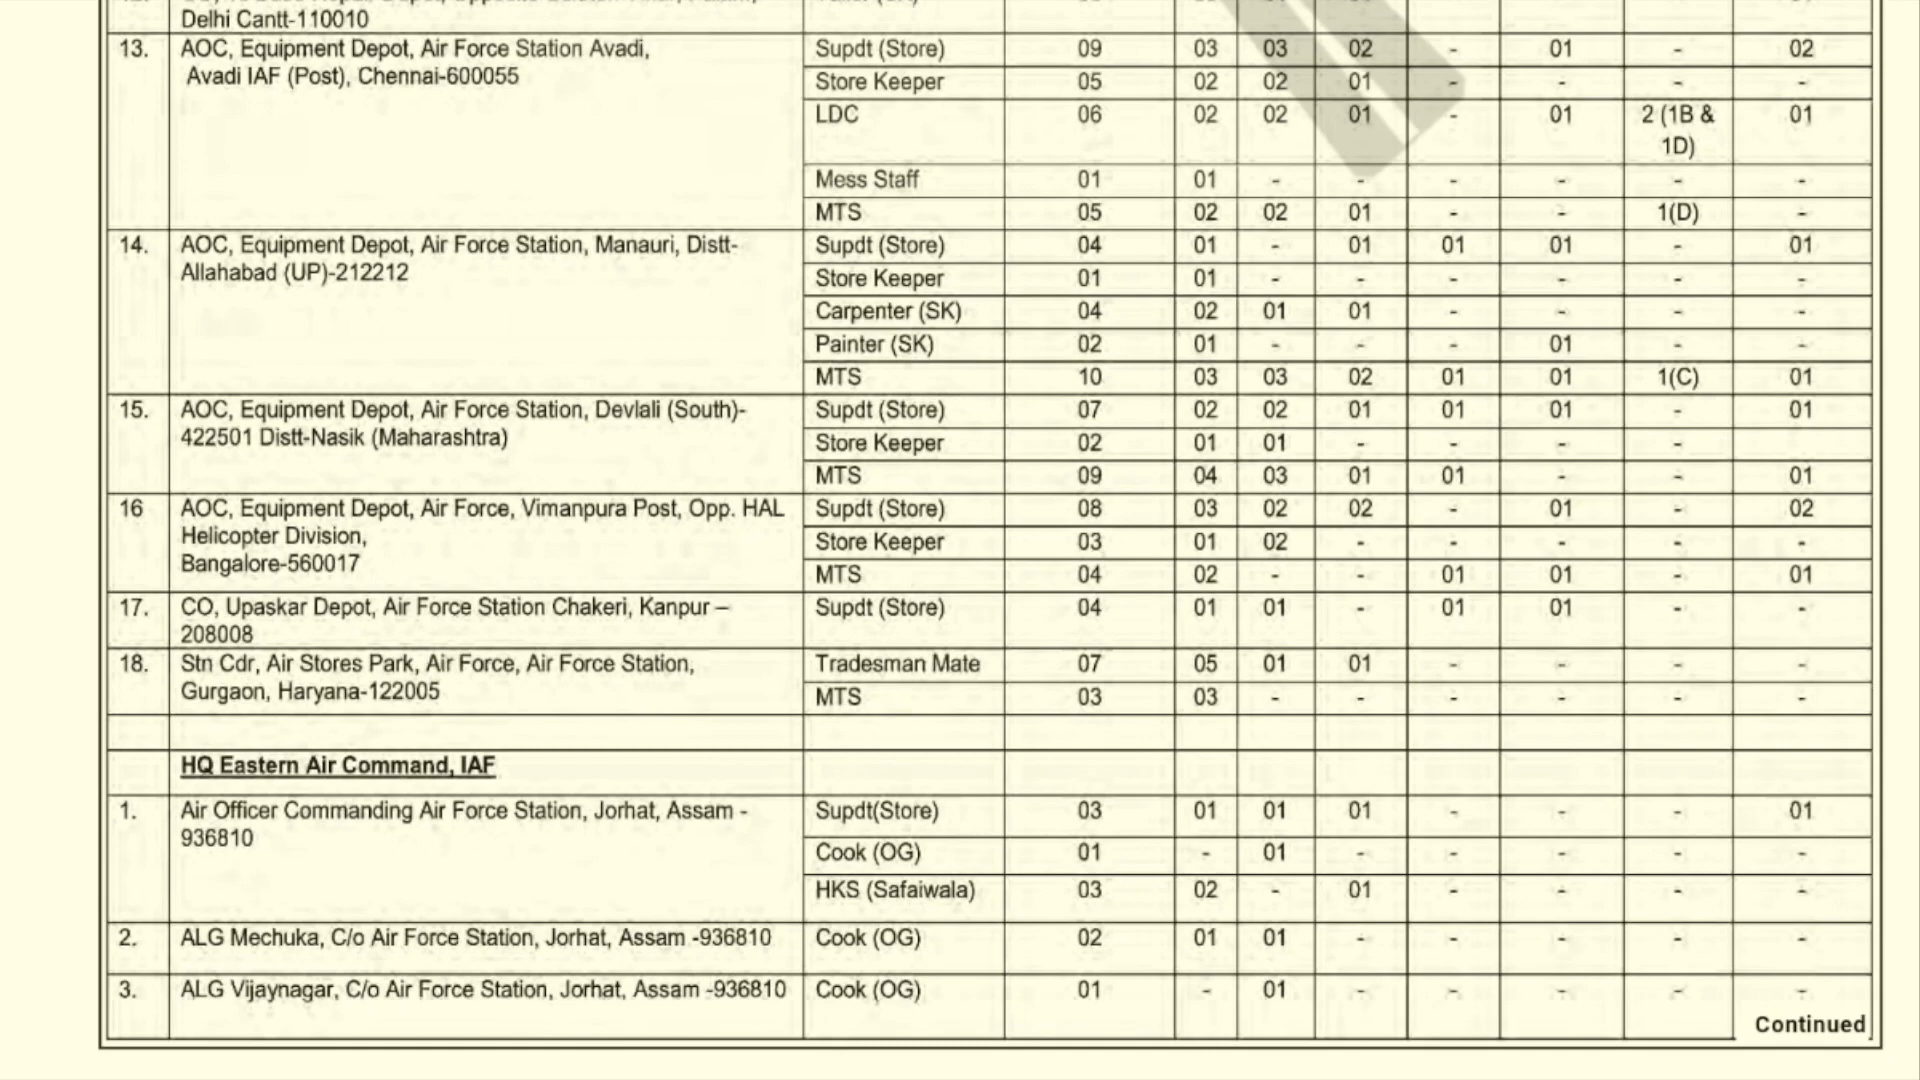 Delhi Cantt-110010
13. AOC, Equipment Depot, Air Force Station Avadi, Supdt (Store) 09 03 03 02 - 01 - 02
Avadi IAF (Post), Chennai-600055
Store Keeper 05 02 02 01 - - - -
LDC 06 02 02 01 - 01 2 (1B & 01
1D)
Mess Staff 01 01 - - - - - -
MTS 05 02 02 01 - - 1(D) -
14. AOC, Equipment Depot, Air Force Station, Manauri, Distt- Supdt (Store) 04 01 - 01 01 01 - 01
Allahabad (UP)-212212
Store Keeper 01 01 - - - - - -
Carpenter (SK) 04 02 01 01 - - - -
Painter (SK) 02 01 - - - 01 - -
MTS 10 03 03 02 01 01 1(C) 01
15. AOC, Equipment Depot, Air Force Station, Devlali (South)- Supdt (Store) 07 02 02 01 01 01 - 01
422501 Distt-Nasik (Maharashtra)
Store Keeper 02 01 01 - - - - -
MTS 09 04 03 01 01 - - 01
16 AOC, Equipment Depot, Air Force, Vimanpura Post, Opp. HAL Supdt (Store) 08 03 02 02 - 01 - 02
Helicopter Division,
Store Keeper 03 01 02 - - - - -
Bangalore-560017
MTS 04 02 - - 01 01 - 01
17. CO, Upaskar Depot, Air Force Station Chakeri, Kanpur – Supdt (Store) 04 01 01 - 01 01 - -
208008
18. Stn Cdr, Air Stores Park, Air Force, Air Force Station, Tradesman Mate 07 05 01 01 - - - -
Gurgaon, Haryana-122005
MTS 03 03 - - - - - -
HQ Eastern Air Command, IAF
1. Air Officer Commanding Air Force Station, Jorhat, Assam - Supdt(Store) 03 01 01 01 - - - 01
936810
Cook (OG) 01 - 01 - - - - -
HKS (Safaiwala) 03 02 - 01 - - - -
2. ALG Mechuka, C/o Air Force Station, Jorhat, Assam -936810 Cook (OG) 02 01 01 - - - - -
3. ALG Vijaynagar, C/o Air Force Station, Jorhat, Assam -936810 Cook (OG) 01 - 01 - - - - -
Continued